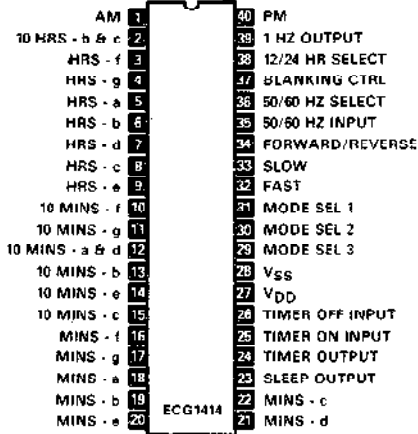 AM 1 40 PM
10 HRS - b & c 2 39 1 HZ OUTPUT
HRS - f 3 38 12/24 HR SELECT
HRS - g 4 37 BLANKING CTRL
HRS - a 5 36 50/60 HZ SELECT
HRS - b 6 35 50/60 HZ INPUT
HRS - d 7 34 FORWARD/REVERSE
HRS - c 8 33 SLOW
HRS - e 9 32 FAST
10 MINS - f 10 31 MODE SEL 1
10 MINS - g 11 30 MODE SEL 2
10 MINS - a & d 12 29 MODE SEL 3
10 MINS - b 13 28 VSS
10 MINS - e 14 27 VDD
10 MINS - c 15 26 TIMER OFF INPUT
MINS - f 16 25 TIMER ON INPUT
MINS - g 17 24 TIMER OUTPUT
MINS - a 18 23 SLEEP OUTPUT
MINS - b 19 22 MINS - c
MINS - e 20 ECG1414 21 MINS - d